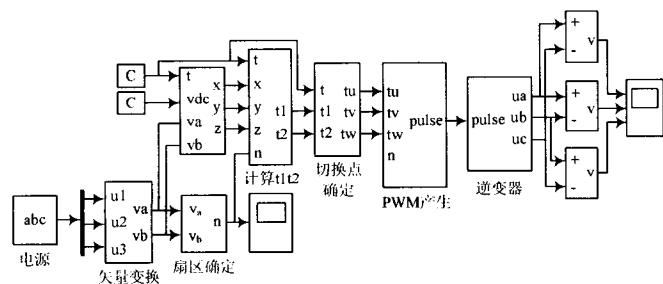 C
C
t
vdc
va
vb
x
y
z
t
x
y
z
n
t1
t2
计算t1t2
t
t1
t2
tu
tv
tw
切换点
确定
tu
tv
tw
n
pulse
PWM产生
pulse
ua
ub
uc
逆变器
+
-
v
+
-
v
+
-
v
abc
电源
u1
u2
u3
va
vb
矢量变换
va
vb
n
扇区确定